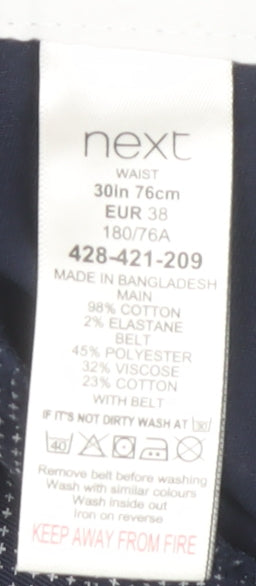 next
WAIST
30in 76cm
EUR 38
180/76A
428-421-209
MADE IN BANGLADESH
MAIN
98% COTTON
2% ELASTANE
BELT
45% POLYESTER
32% VISCOSE
23% COTTON
WITH BELT
IF IT'S NOT DIRTY WASH AT 30
40
Remove belt before washing
Wash with similar colours
Wash inside out
Iron on reverse
KEEP AWAY FROM FIRE